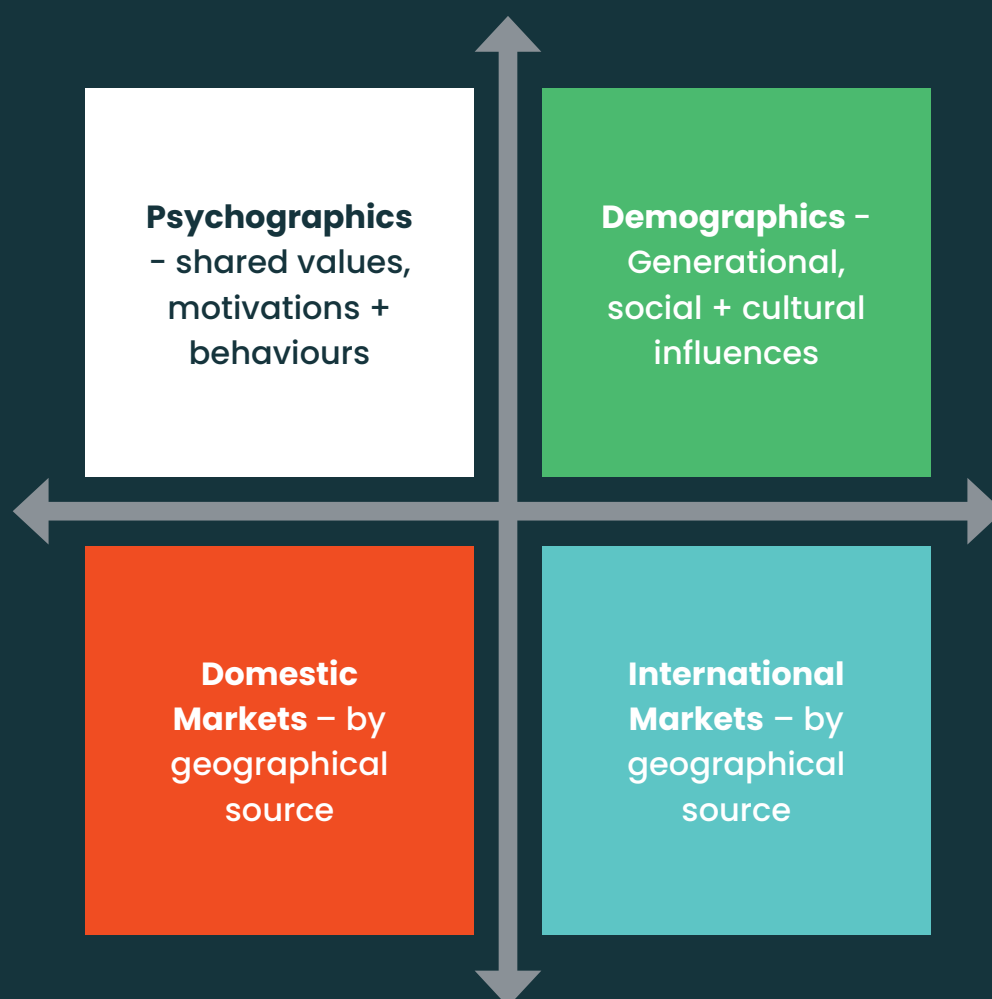 Psychographics
- shared values,
motivations +
behaviours
Demographics -
Generational,
social + cultural
influences
Domestic
Markets – by
geographical
source
International
Markets – by
geographical
source